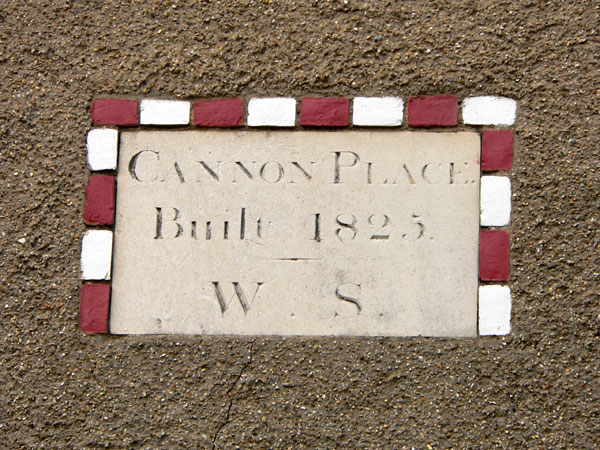 CANNON PLACE.
Built 1825.
W. S.